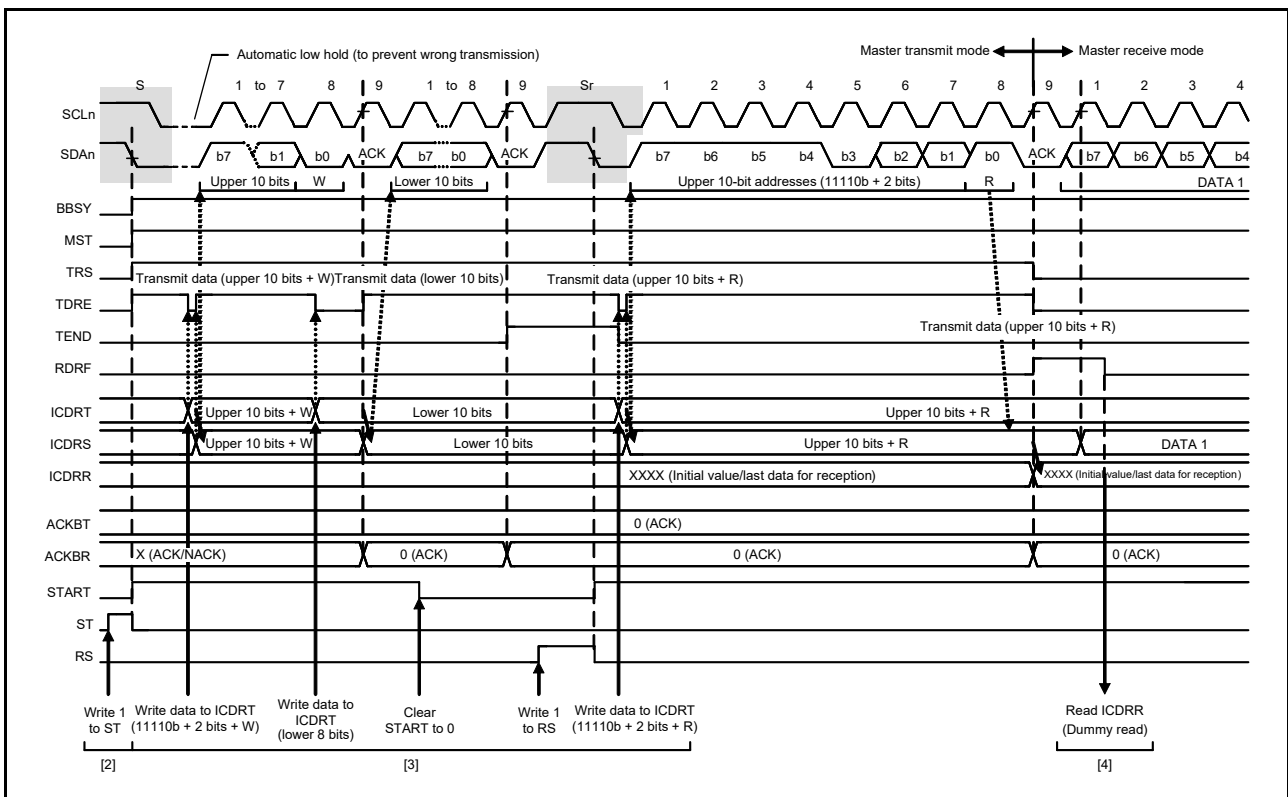 Automatic low hold (to prevent wrong transmission)
Master transmit mode
Master receive mode
S 1 to 7 8 9 1 to 8 9 Sr 1 2 3 4 5 6 7 8 9 1 2 3 4
SCLn
SDAn b7 b1 b0 ACK b7 b0 ACK b7 b6 b5 b4 b3 b2 b1 b0 ACK b7 b6 b5 b4
Upper 10 bits W Lower 10 bits Upper 10-bit addresses (11110b + 2 bits) R DATA 1
BBSY
MST
TRS
Transmit data (upper 10 bits + W) Transmit data (lower 10 bits) Transmit data (upper 10 bits + R)
TDRE
TEND Transmit data (upper 10 bits + R)
RDRF
ICDRT Upper 10 bits + W Lower 10 bits Upper 10 bits + R
ICDRS Upper 10 bits + W Lower 10 bits Upper 10 bits + R DATA 1
ICDRR XXXX (Initial value/last data for reception) XXXX (Initial value/last data for reception)
ACKBT 0 (ACK)
ACKBR X (ACK/NACK) 0 (ACK) 0 (ACK) 0 (ACK)
START
ST
RS
Write 1
to ST
Write data to ICDRT
(11110b + 2 bits + W)
Write data to
ICDRT
(lower 8 bits)
Clear
START to 0
Write 1
to RS
Write data to ICDRT
(11110b + 2 bits + R)
Read ICDRR
(Dummy read)
[2] [3] [4]